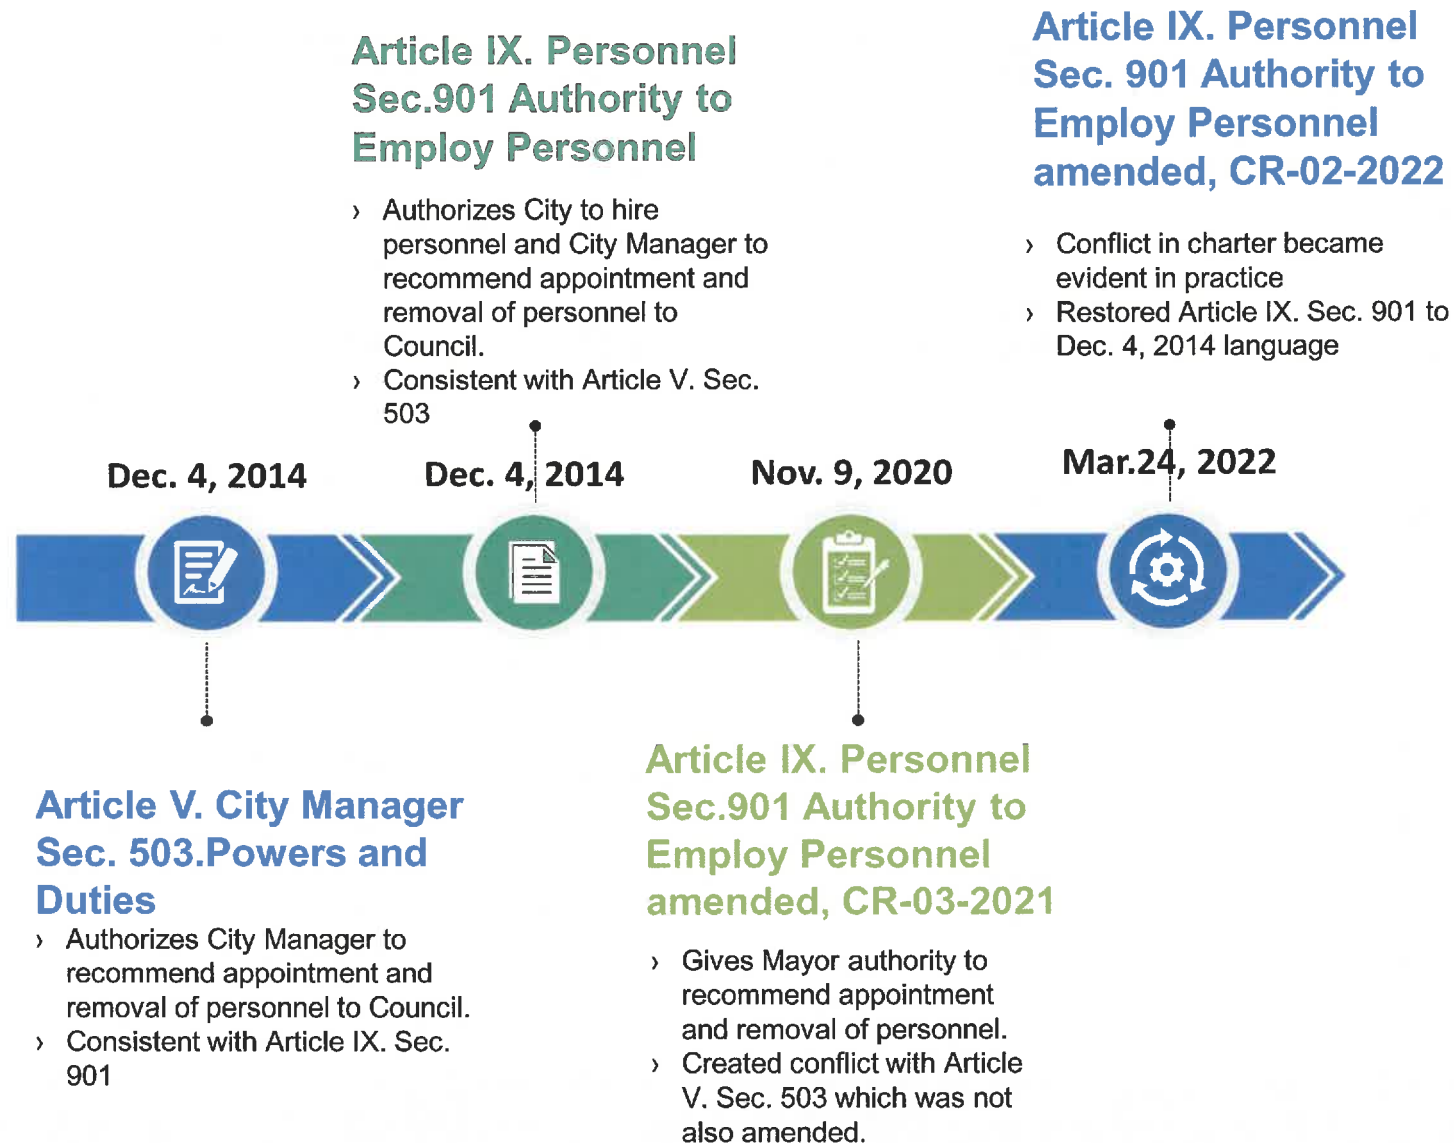 Article IX. Personnel
Sec.901 Authority to
Employ Personnel
› Authorizes City to hire
personnel and City Manager to
recommend appointment and
removal of personnel to
Council.
› Consistent with Article V. Sec.
503
Article IX. Personnel
Sec. 901 Authority to
Employ Personnel
amended, CR-02-2022
› Conflict in charter became
evident in practice
› Restored Article IX. Sec. 901 to
Dec. 4, 2014 language
Dec. 4, 2014
Dec. 4, 2014
Nov. 9, 2020
Mar.24, 2022
Article V. City Manager
Sec. 503.Powers and
Duties
› Authorizes City Manager to
recommend appointment and
removal of personnel to Council.
› Consistent with Article IX. Sec.
901
Article IX. Personnel
Sec.901 Authority to
Employ Personnel
amended, CR-03-2021
› Gives Mayor authority to
recommend appointment
and removal of personnel.
› Created conflict with Article
V. Sec. 503 which was not
also amended.